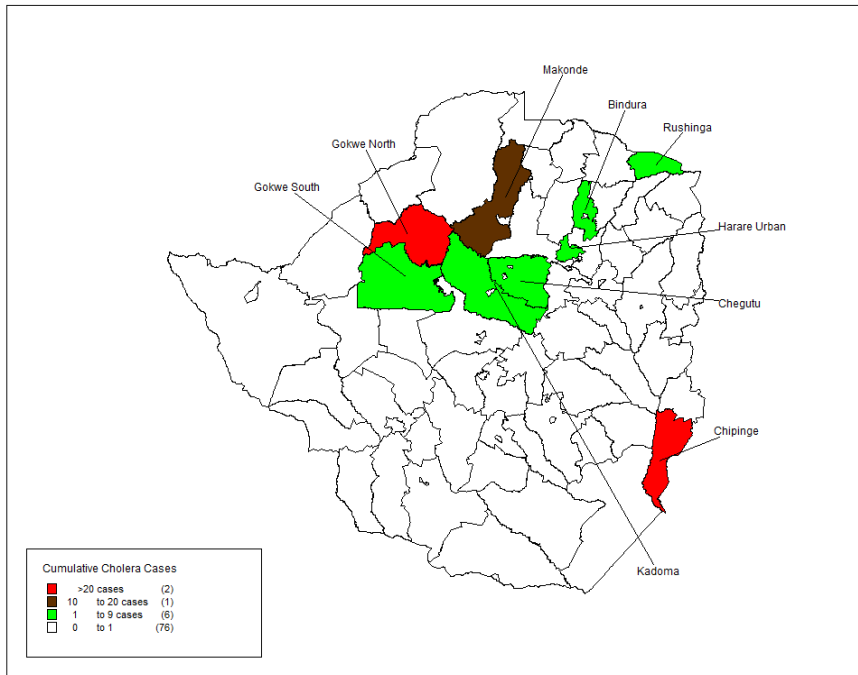 Makonde
Bindura
Rushinga
Gokwe North
Gokwe South
Harare Urban
Chegutu
Chipinge
Kadoma
Cumulative Cholera Cases
>20 cases (2)
10 to 20 cases (1)
1 to 9 cases (6)
0 to 1 (76)